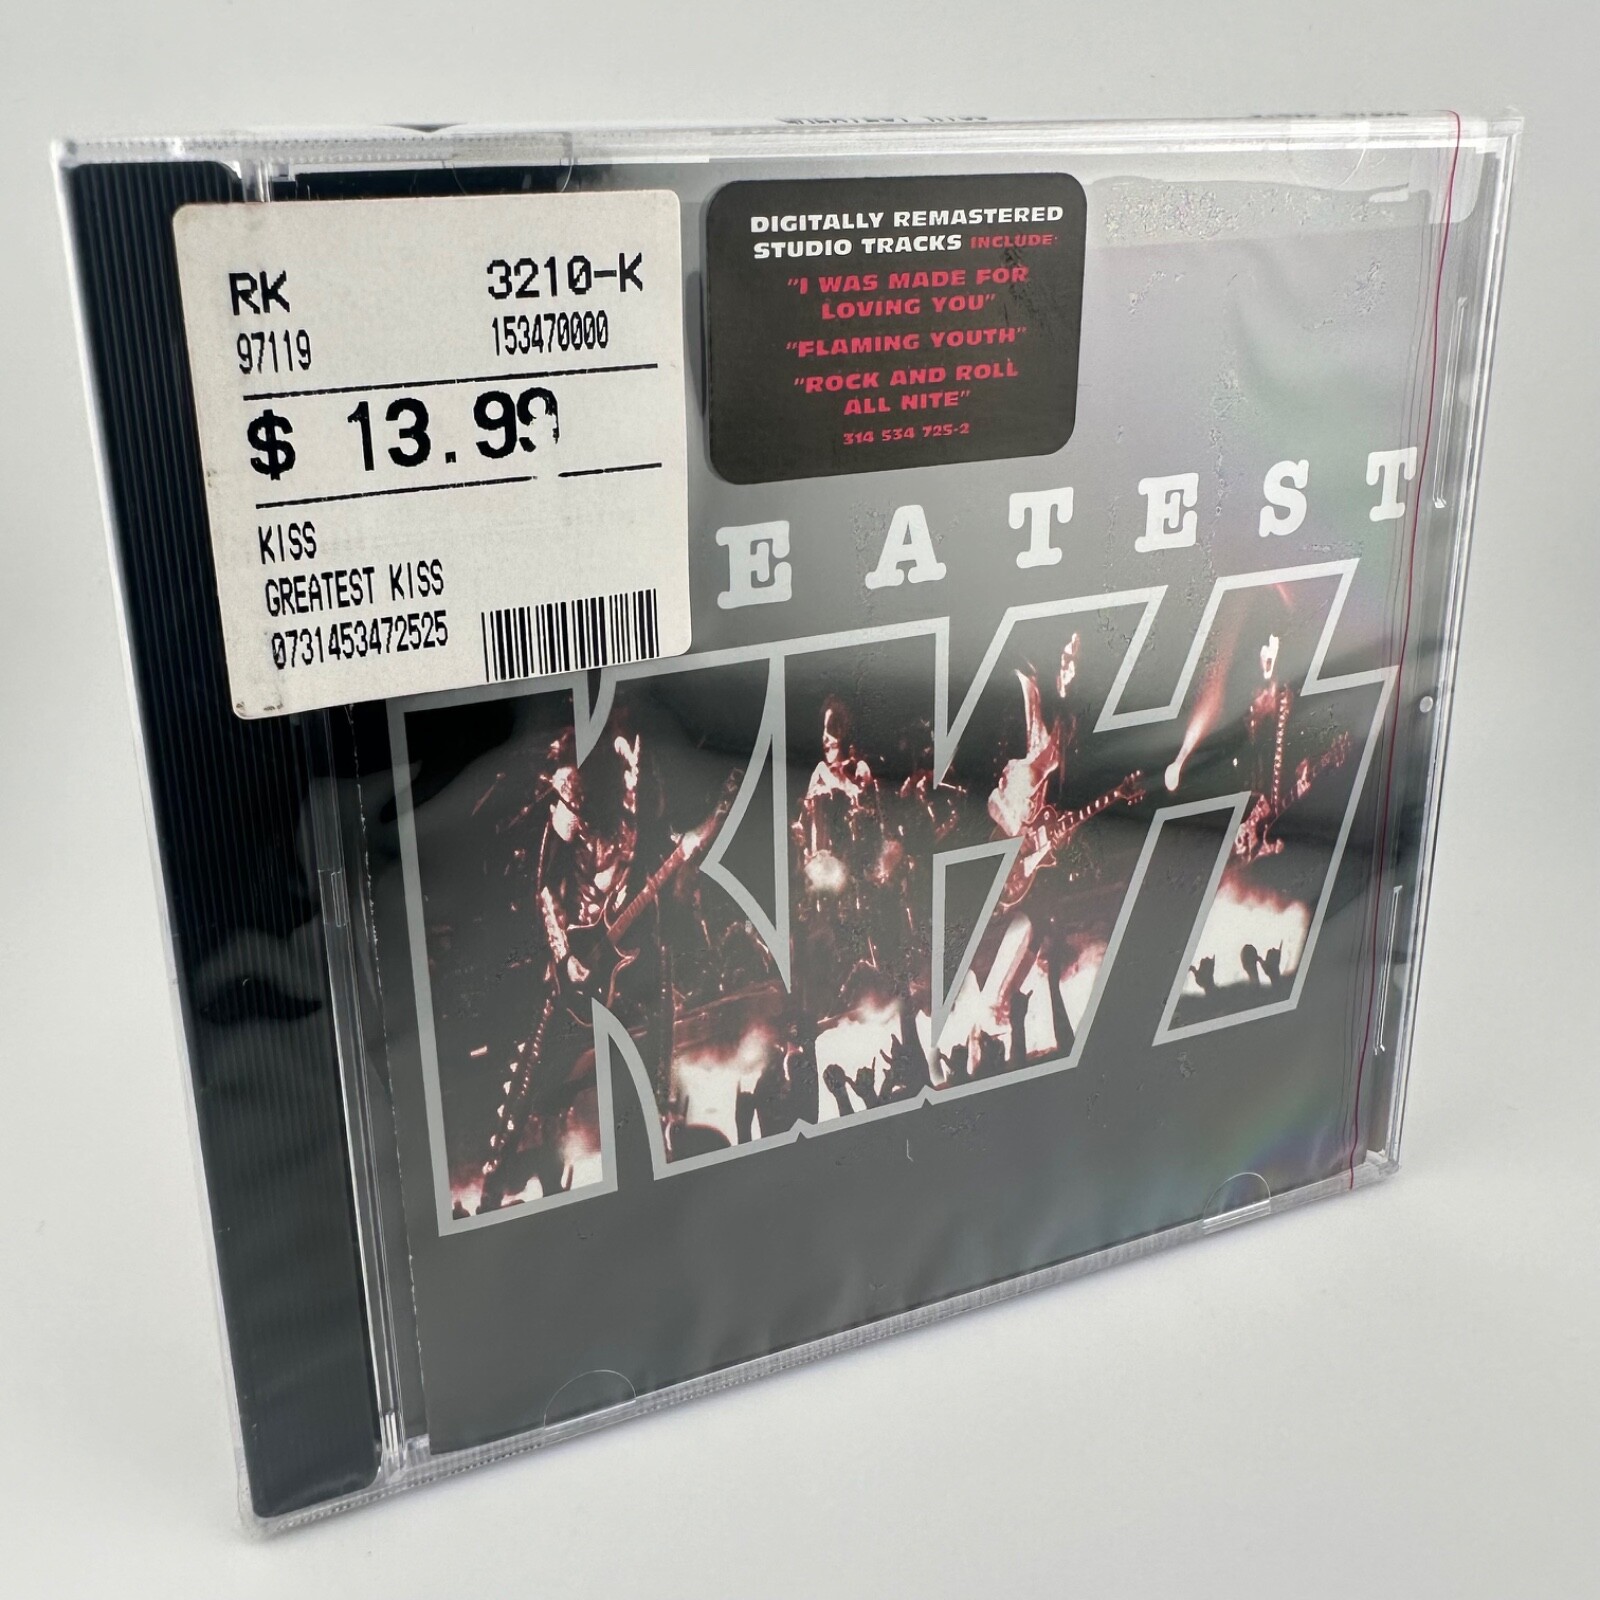 RK 3210-K
97119 153470000
$ 13.99
KISS
GREATEST KISS
0731453472525
DIGITALLY REMASTERED
STUDIO TRACKS INCLUDE:
"I WAS MADE FOR
LOVING YOU"
"FLAMING YOUTH"
"ROCK AND ROLL
ALL NITE"
314 534 725-2
EATEST
KISS